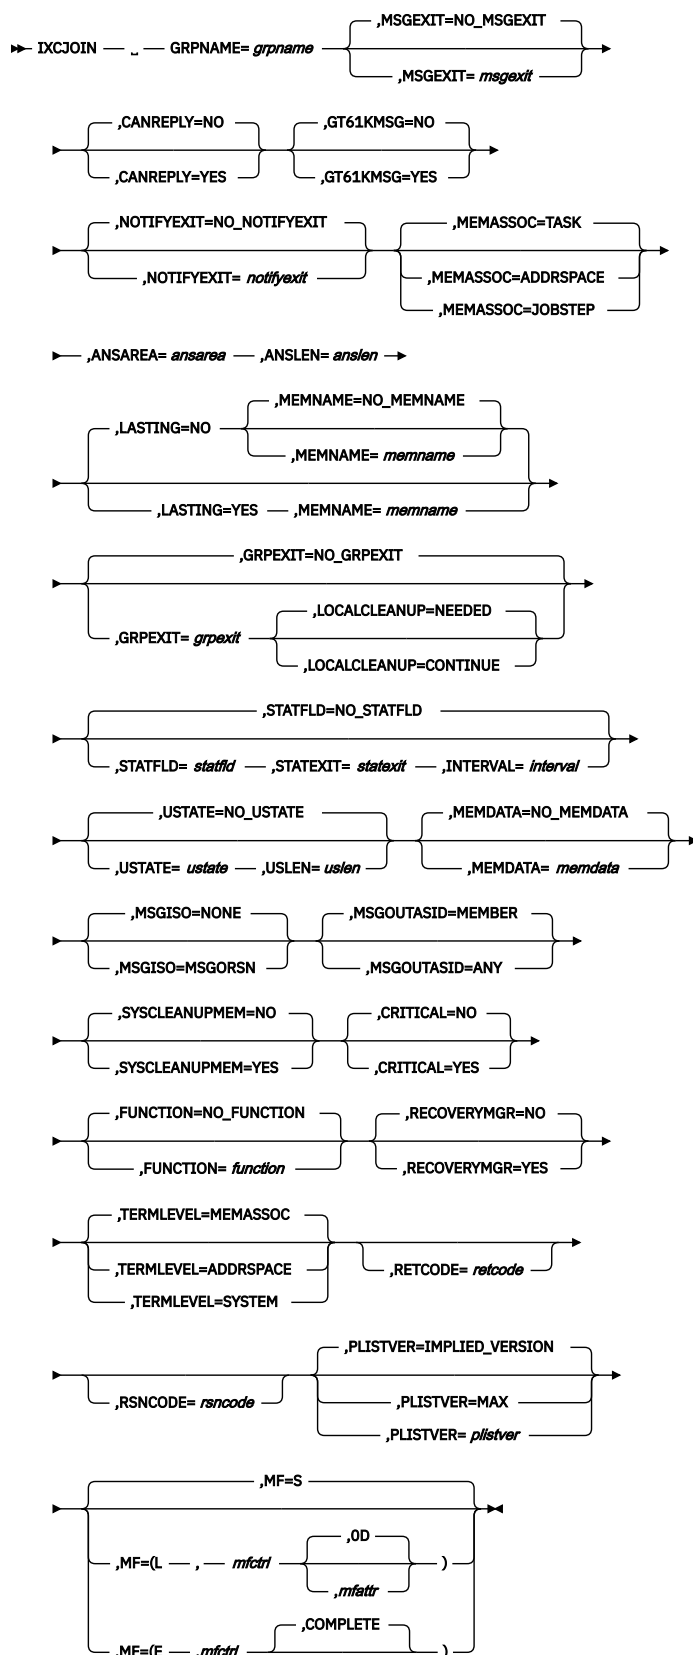 ,MSGEXIT=NO_MSGEXIT
IXCJOIN ␣ GRPNAME= grpname
,MSGEXIT= msgexit
,CANREPLY=NO ,GT61KMSG=NO
,CANREPLY=YES ,GT61KMSG=YES
,NOTIFYEXIT=NO_NOTIFYEXIT ,MEMASSOC=TASK
,NOTIFYEXIT= notifyexit ,MEMASSOC=ADDRSPACE
,MEMASSOC=JOBSTEP
,ANSAREA= ansarea ,ANSLEN= anslen
,MEMNAME=NO_MEMNAME
,LASTING=NO
,MEMNAME= memname
,LASTING=YES ,MEMNAME= memname
,GRPEXIT=NO_GRPEXIT
,LOCALCLEANUP=NEEDED
,GRPEXIT= grpexit
,LOCALCLEANUP=CONTINUE
,STATFLD=NO_STATFLD
,STATFLD= statfld ,STATEXIT= statexit ,INTERVAL= interval
,USTATE=NO_USTATE ,MEMDATA=NO_MEMDATA
,USTATE= ustate ,USLEN= uslen ,MEMDATA= memdata
,MSGISO=NONE ,MSGOUTASID=MEMBER
,MSGISO=MSGORSN ,MSGOUTASID=ANY
,SYSCLEANUPMEM=NO ,CRITICAL=NO
,SYSCLEANUPMEM=YES ,CRITICAL=YES
,FUNCTION=NO_FUNCTION ,RECOVERYMGR=NO
,FUNCTION= function ,RECOVERYMGR=YES
,TERMLEVEL=MEMASSOC
,TERMLEVEL=ADDRSPACE ,RETCODE= retcode
,TERMLEVEL=SYSTEM
,PLISTVER=IMPLIED_VERSION
,RSNCODE= rsncode ,PLISTVER=MAX
,PLISTVER= plistver
,MF=S
,0D
,MF=(L , mfctrl )
,mfattr
,COMPLETE
,MF=(E ,mfctrl )